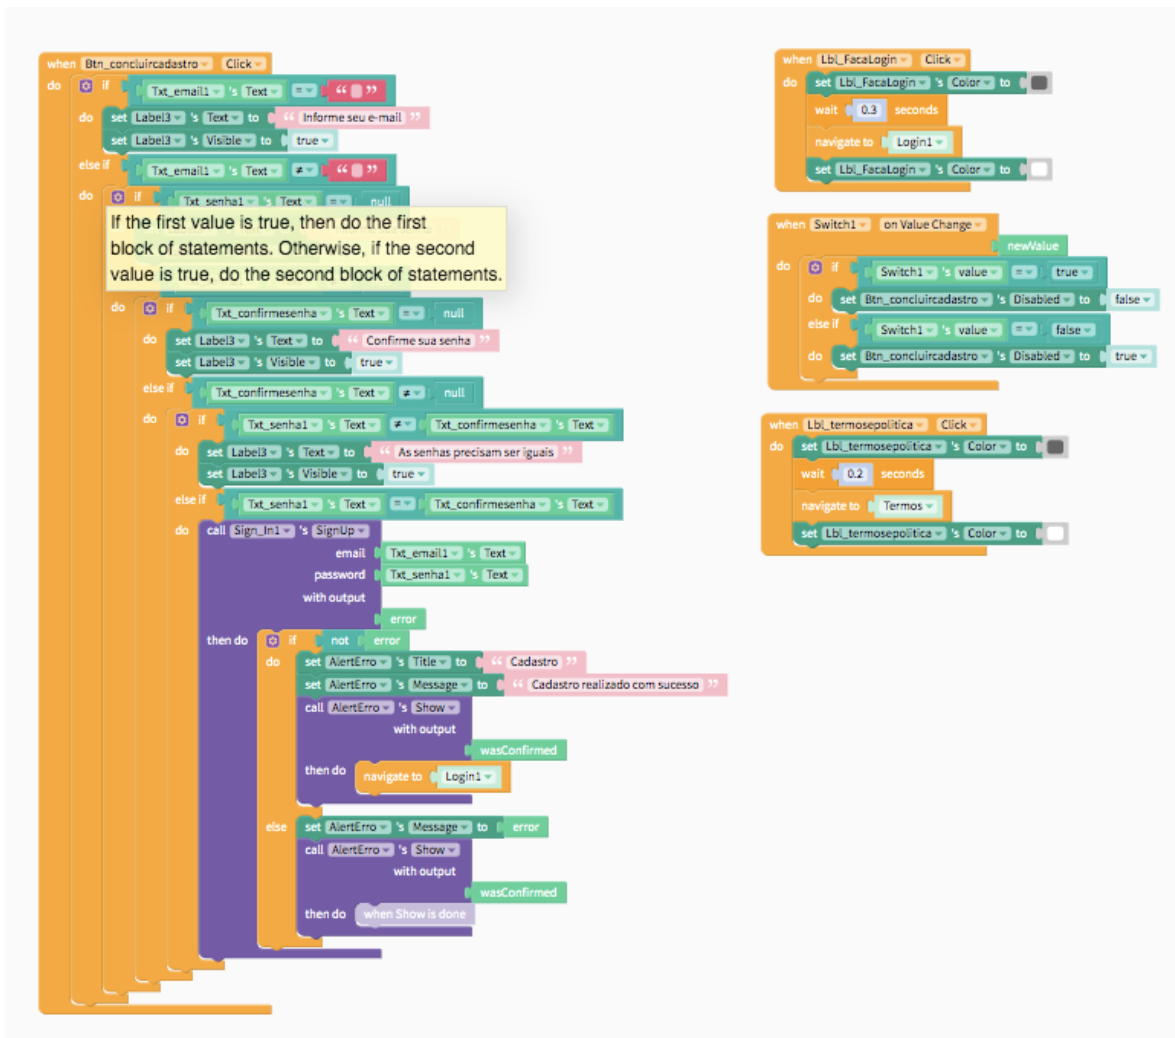 when Btn_concluircadastro Click
do if Txt_email1 's Text = “ ”
do set Label3 's Text to “ Informe seu e-mail ”
set Label3 's Visible to true
else if Txt_email1 's Text ≠ “ ”
do if Txt_senha1 's Text = null
If the first value is true, then do the first
block of statements. Otherwise, if the second
value is true, do the second block of statements.
do if Txt_confirmesenha 's Text = null
do set Label3 's Text to “ Confirme sua senha ”
set Label3 's Visible to true
else if Txt_confirmesenha 's Text ≠ null
do if Txt_senha1 's Text ≠ Txt_confirmesenha 's Text
do set Label3 's Text to “ As senhas precisam ser iguais ”
set Label3 's Visible to true
else if Txt_senha1 's Text = Txt_confirmesenha 's Text
do call Sign_In1 's SignUp
email Txt_email1 's Text
password Txt_senha1 's Text
with output
error
then do if not error
do set AlertErro 's Title to “ Cadastro ”
set AlertErro 's Message to “ Cadastro realizado com sucesso ”
call AlertErro 's Show
with output
wasConfirmed
then do navigate to Login1
else set AlertErro 's Message to error
call AlertErro 's Show
with output
wasConfirmed
then do when Show is done
when Lbl_FacaLogin Click
do set Lbl_FacaLogin 's Color to
wait 0.3 seconds
navigate to Login1
set Lbl_FacaLogin 's Color to
when Switch1 on Value Change
newValue
do if Switch1 's value = true
do set Btn_concluircadastro 's Disabled to false
else if Switch1 's value = false
do set Btn_concluircadastro 's Disabled to true
when Lbl_termosepolitica Click
do set Lbl_termosepolitica 's Color to
wait 0.2 seconds
navigate to Termos
set Lbl_termosepolitica 's Color to